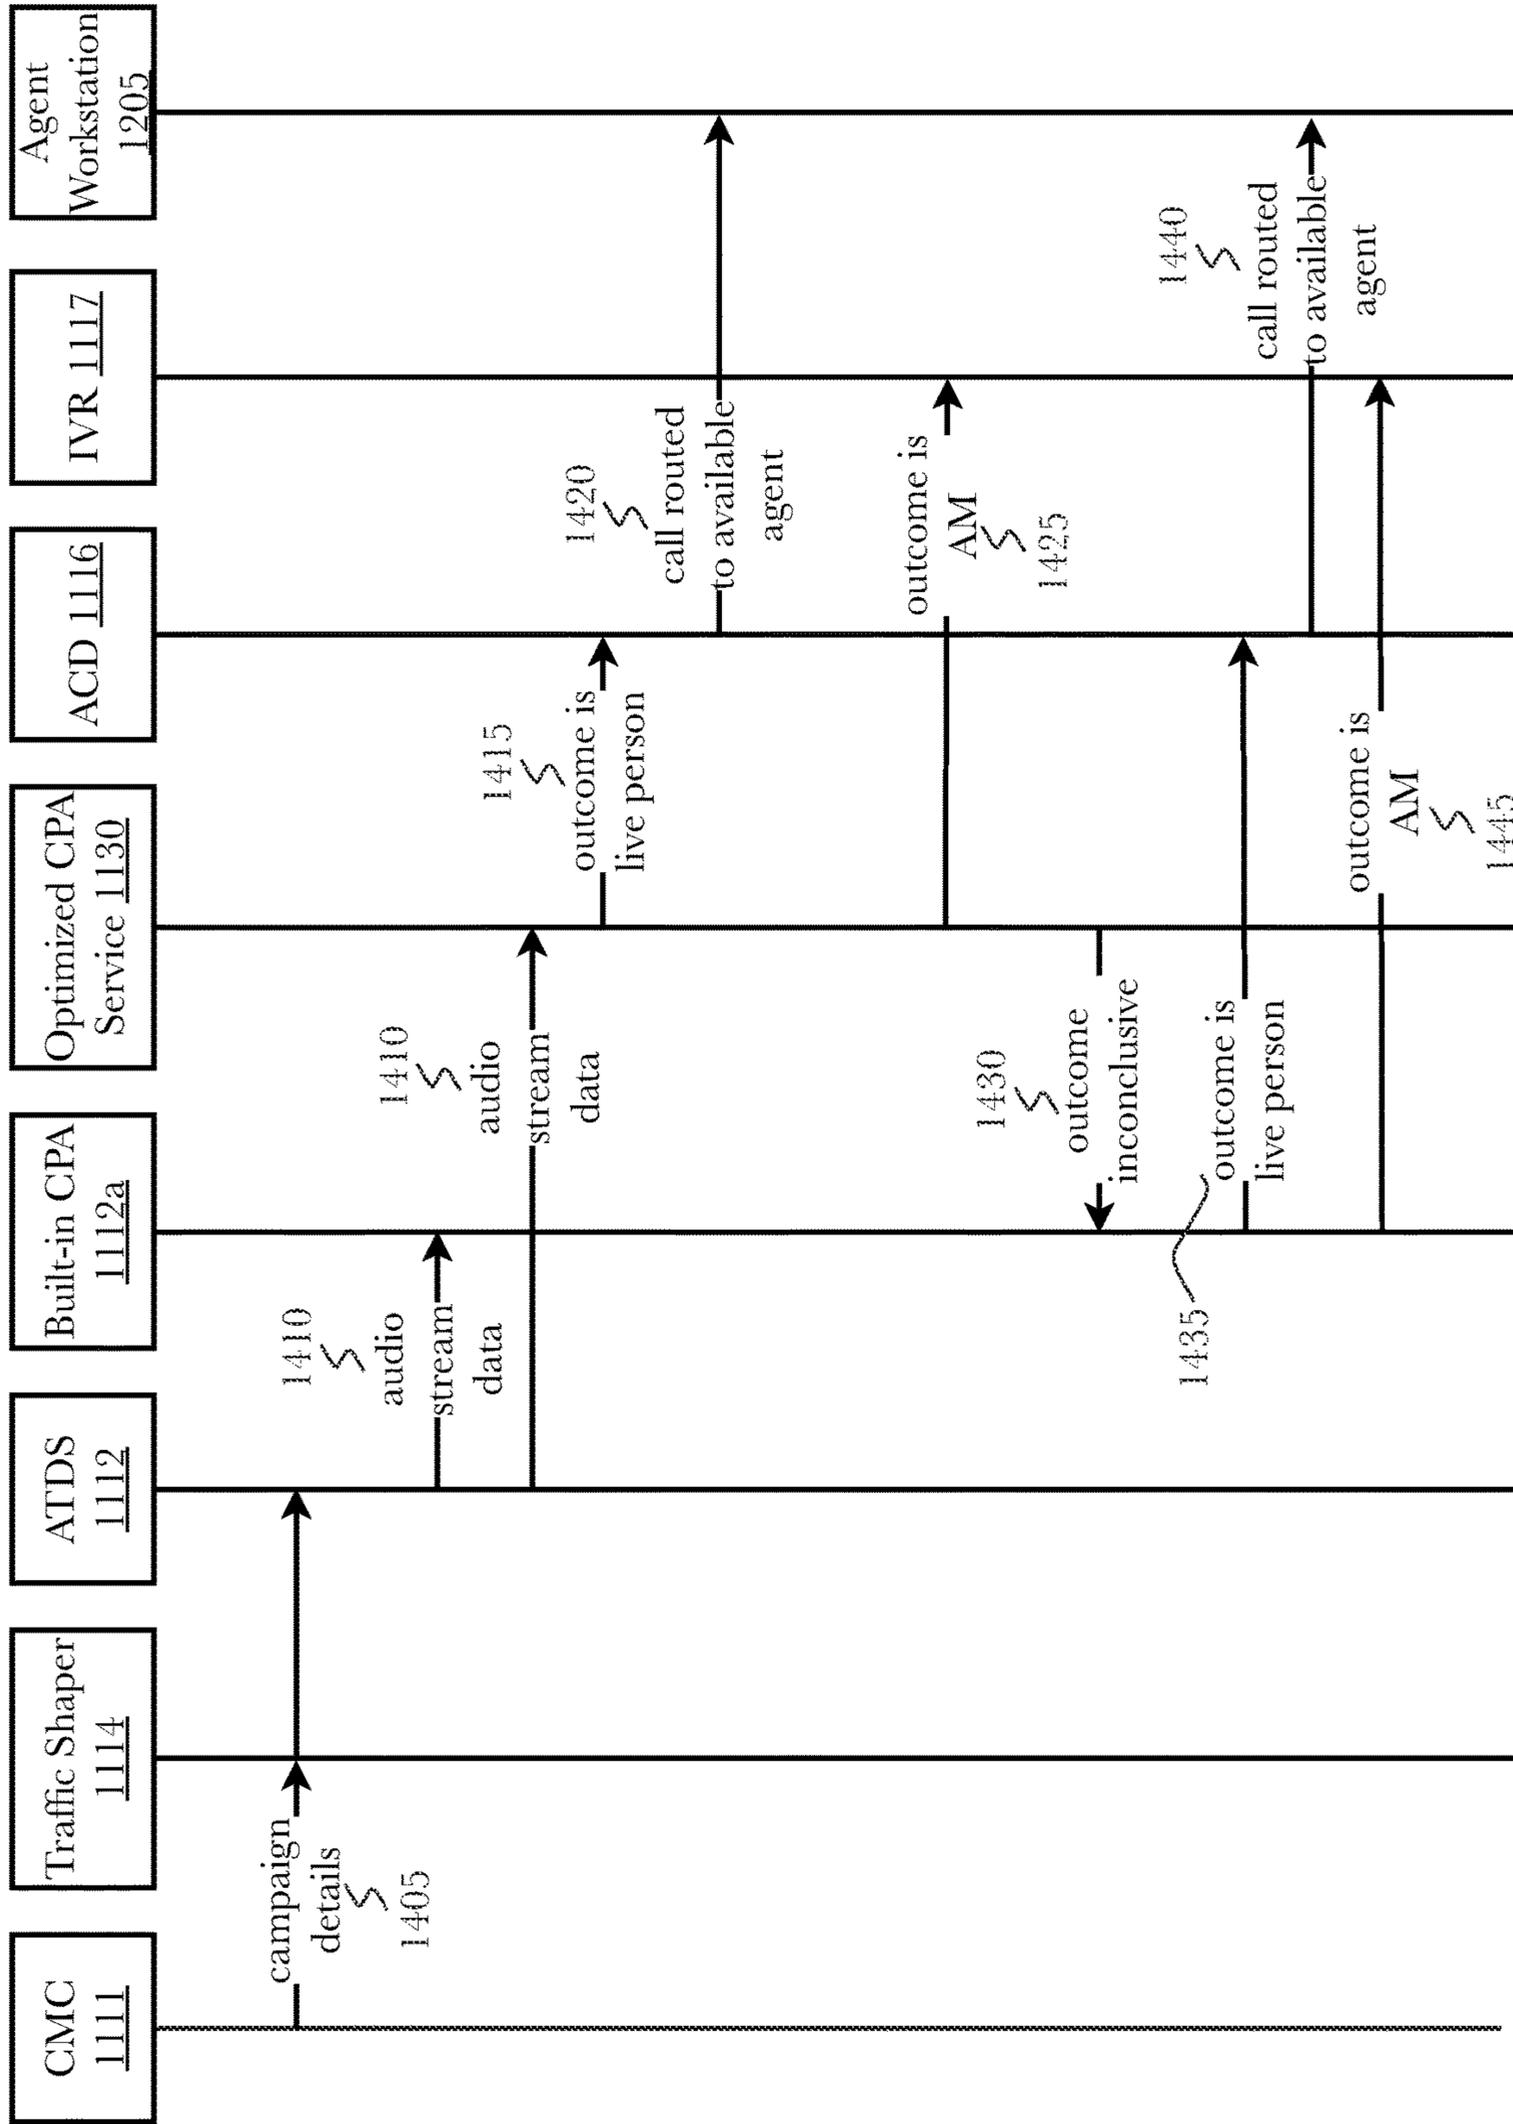 CMC
1111
Traffic Shaper
1114
ATDS
1112
Built-in CPA
1112a
Optimized CPA
Service 1130
ACD 1116
IVR 1117
Agent
Workstation
1205
campaign
details
1405
1410
audio
stream
data
1410
audio
stream
data
1415
outcome is
live person
1420
call routed
to available
agent
outcome is
AM
1425
1430
outcome
inconclusive
1435
outcome is
live person
1440
call routed
to available
agent
outcome is
AM
1445